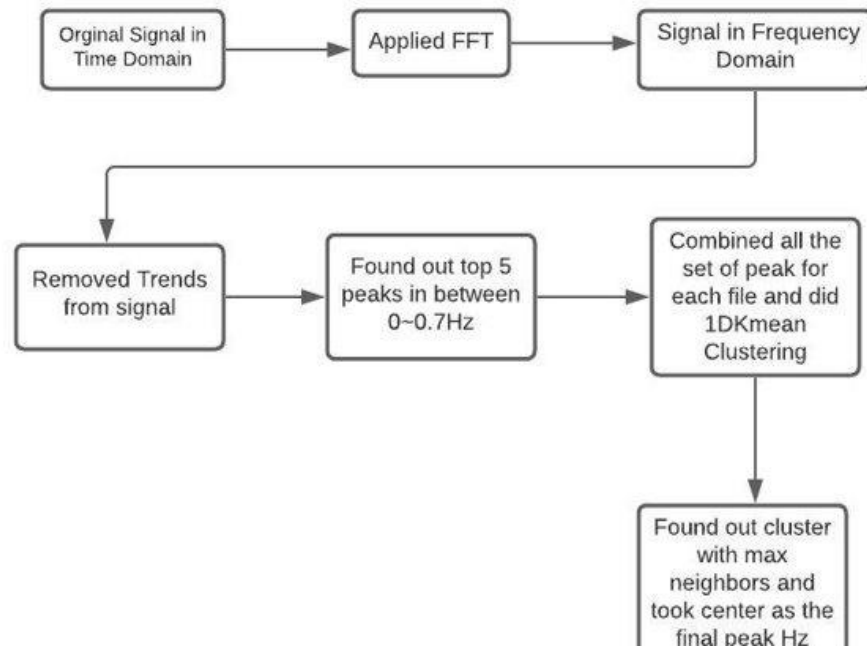 Orginal Signal in
Time Domain
Applied FFT
Signal in Frequency
Domain
Removed Trends
from signal
Found out top 5
peaks in between
0~0.7Hz
Combined all the
set of peak for
each file and did
1DKmean
Clustering
Found out cluster
with max
neighbors and
took center as the
final peak Hz